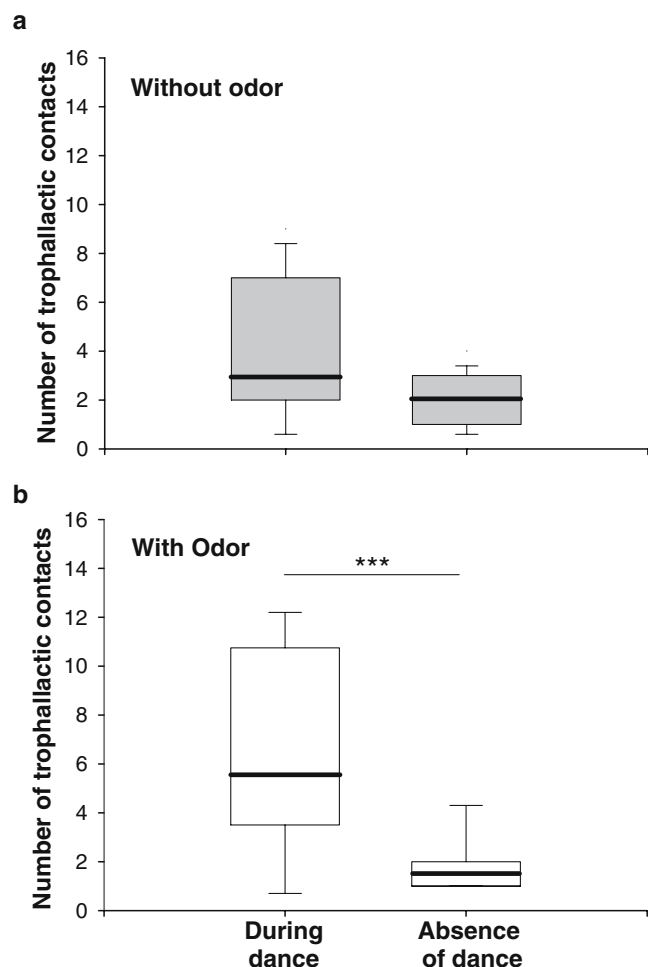 a
Number of trophallactic contacts
16
14
12
10
8
6
4
2
0
Without odor
b
Number of trophallactic contacts
16
14
12
10
8
6
4
2
0
With Odor
***
During
dance
Absence
of dance